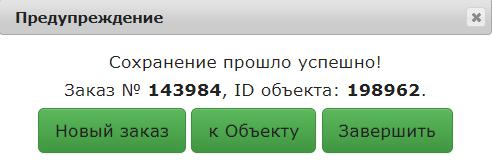 Предупреждение
Сохранение прошло успешно!
Заказ № 143984, ID объекта: 198962.
Новый заказ к Объекту Завершить